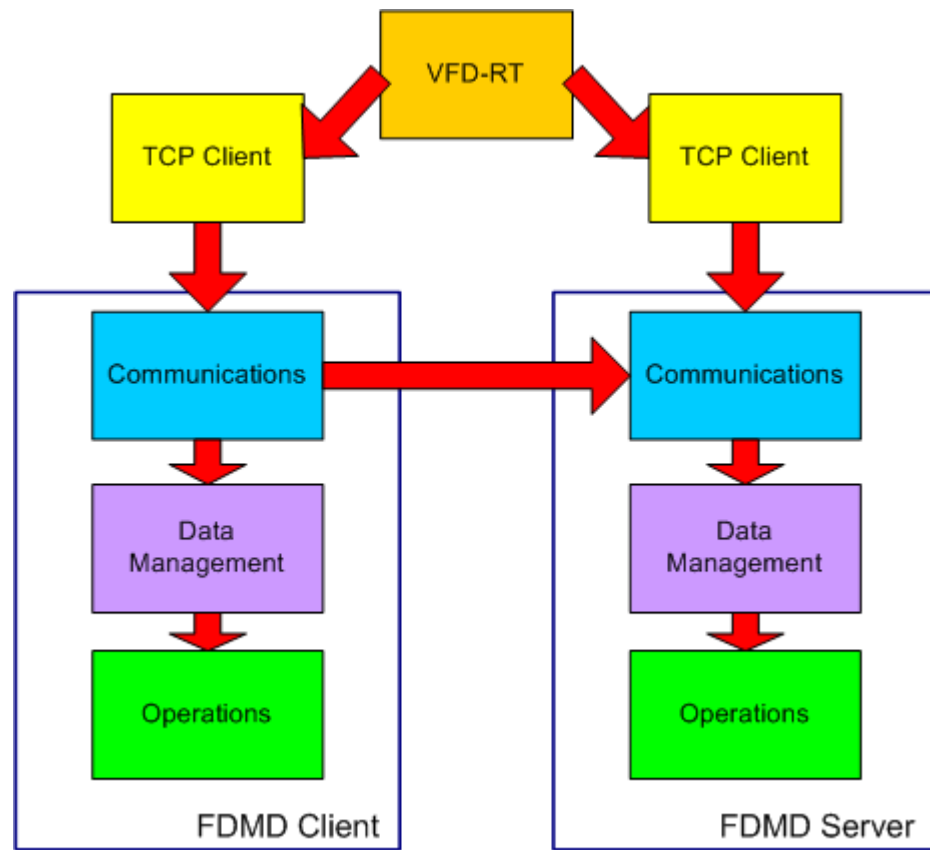 VFD-RT
TCP Client
TCP Client
Communications
Communications
Data
Management
Data
Management
Operations
Operations
FDMD Client
FDMD Server